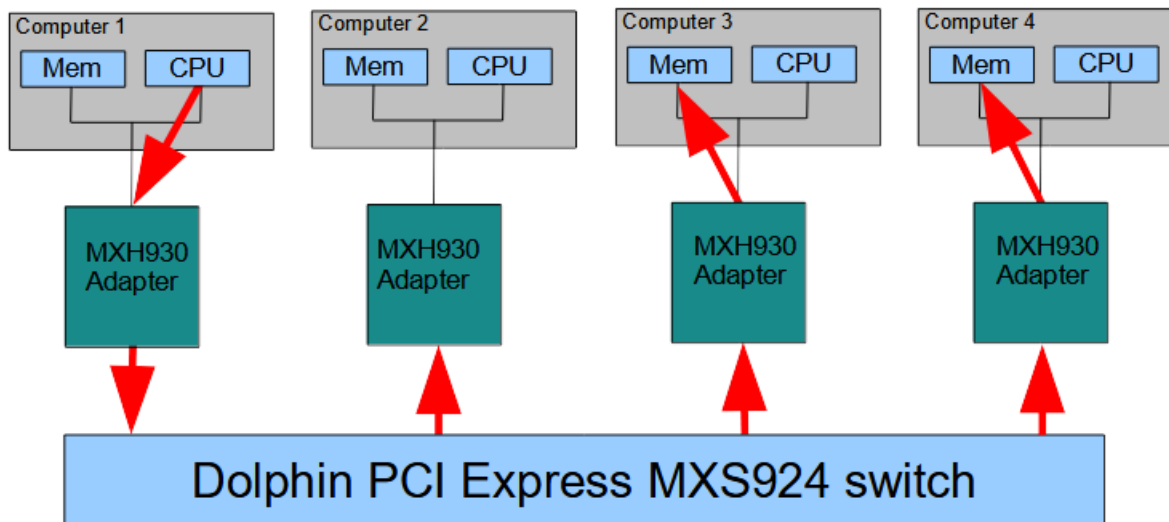 Computer 1
Mem
CPU
Computer 2
Mem
CPU
Computer 3
Mem
CPU
Computer 4
Mem
CPU
MXH930
Adapter
MXH930
Adapter
MXH930
Adapter
MXH930
Adapter
Dolphin PCI Express MXS924 switch